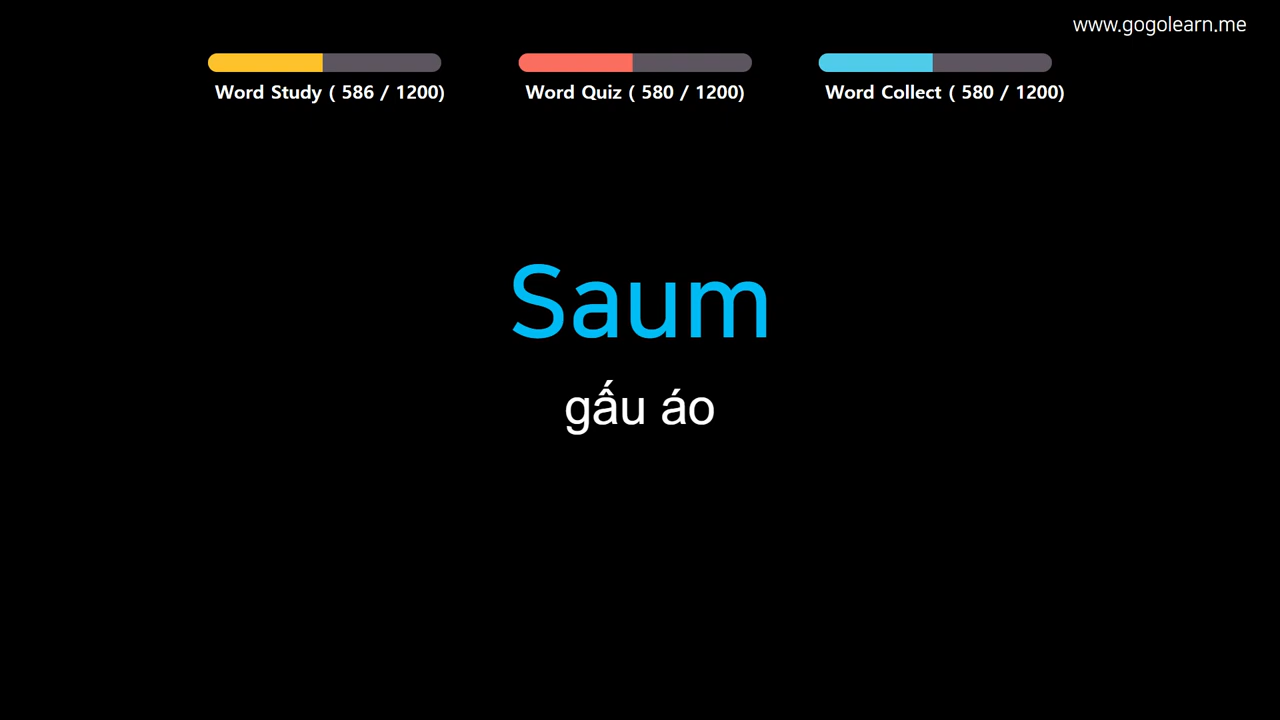 www.gogolearn.me
Word Study ( 586 / 1200)
Word Quiz ( 580 / 1200)
Word Collect ( 580 / 1200)
Saum
gấu áo